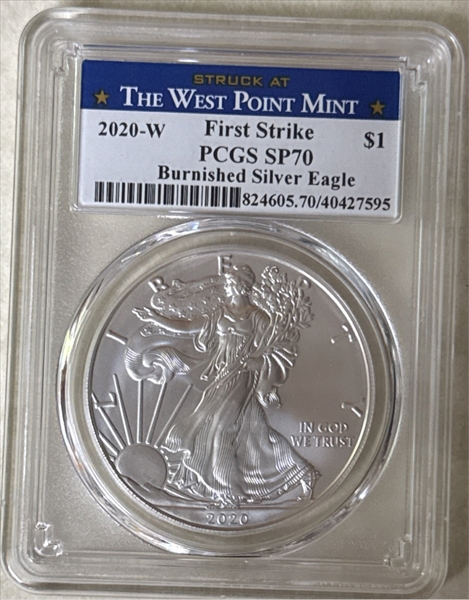 STRUCK AT
★ THE WEST POINT MINT ★
2020-W First Strike $1
PCGS SP70
Burnished Silver Eagle
824605.70/40427595
LIBERTY
IN GOD
WE TRUST
2020